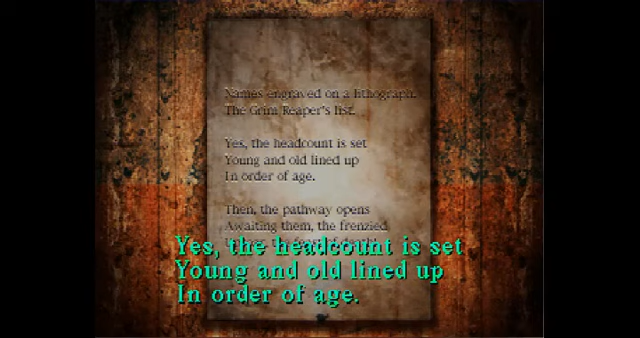 Names engraved on a lithograph.
The Grim Reaper's list.
Yes, the headcount is set
Young and old lined up
In order of age.
Then, the pathway opens
Awaiting them, the frenzied
Yes, the headcount is set
Young and old lined up
In order of age.